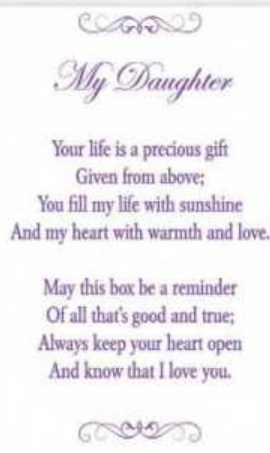 My Daughter
Your life is a precious gift
Given from above;
You fill my life with sunshine
And my heart with warmth and love.
May this box be a reminder
Of all that's good and true;
Always keep your heart open
And know that I love you.